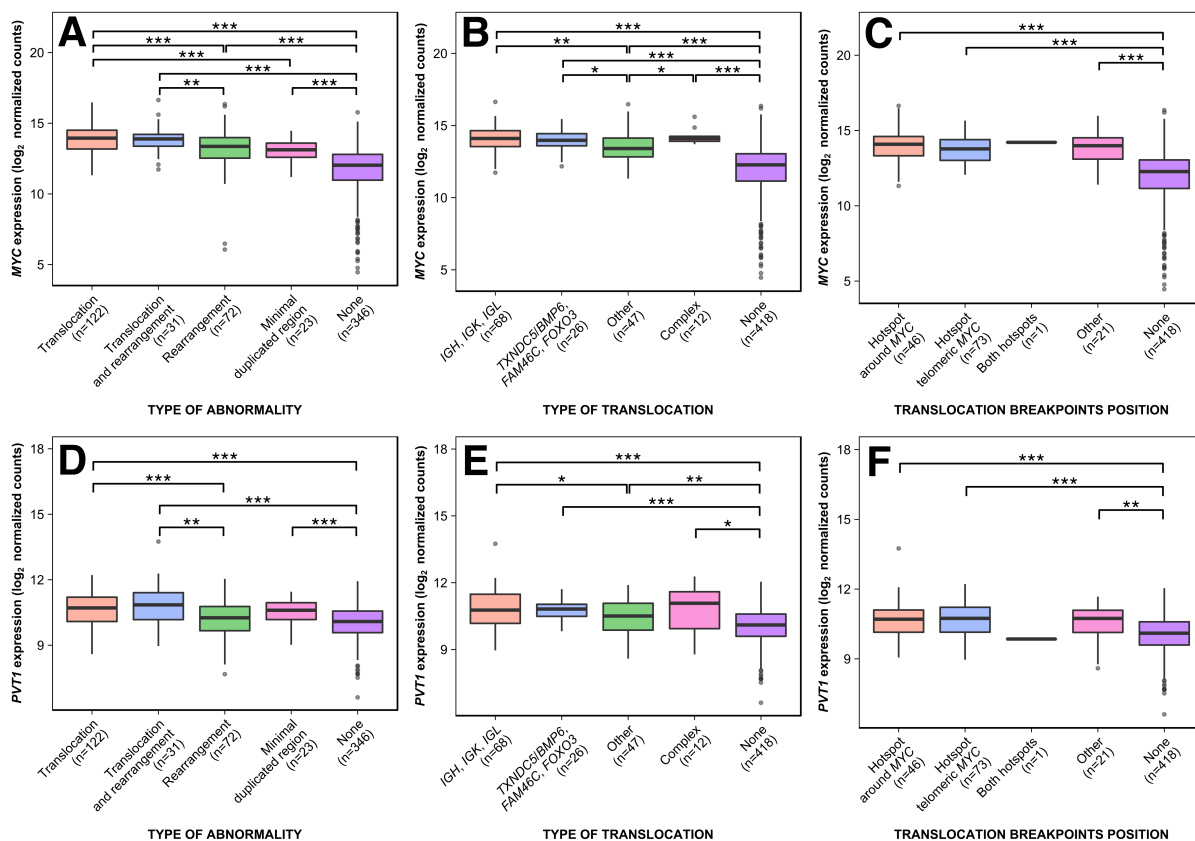 A
MYC expression (log2 normalized counts)
20
15
10
5
***
***
***
***
***
**
***
Translocation
(n=122)
Translocation
and rearrangement
(n=31)
Rearrangement
(n=72)
Minimal
duplicated region
(n=23)
None
(n=346)
TYPE OF ABNORMALITY
B
MYC expression (log2 normalized counts)
20
15
10
5
***
**
***
***
*
*
***
IGH, IGK, IGL
(n=68)
TXNDC5/BMP6,
FAM46C, FOXO3
(n=26)
Other
(n=47)
Complex
(n=12)
None
(n=418)
TYPE OF TRANSLOCATION
C
MYC expression (log2 normalized counts)
20
15
10
5
***
***
***
Hotspot
around MYC
(n=46)
Hotspot
telomeric MYC
(n=73)
Both hotspots
(n=1)
Other
(n=21)
None
(n=418)
TRANSLOCATION BREAKPOINTS POSITION
D
PVT1 expression (log2 normalized counts)
18
15
12
9
***
***
***
**
***
Translocation
(n=122)
Translocation
and rearrangement
(n=31)
Rearrangement
(n=72)
Minimal
duplicated region
(n=23)
None
(n=346)
TYPE OF ABNORMALITY
E
PVT1 expression (log2 normalized counts)
18
15
12
9
***
*
**
***
*
IGH, IGK, IGL
(n=68)
TXNDC5/BMP6,
FAM46C, FOXO3
(n=26)
Other
(n=47)
Complex
(n=12)
None
(n=418)
TYPE OF TRANSLOCATION
F
PVT1 expression (log2 normalized counts)
18
15
12
9
***
***
**
Hotspot
around MYC
(n=46)
Hotspot
telomeric MYC
(n=73)
Both hotspots
(n=1)
Other
(n=21)
None
(n=418)
TRANSLOCATION BREAKPOINTS POSITION